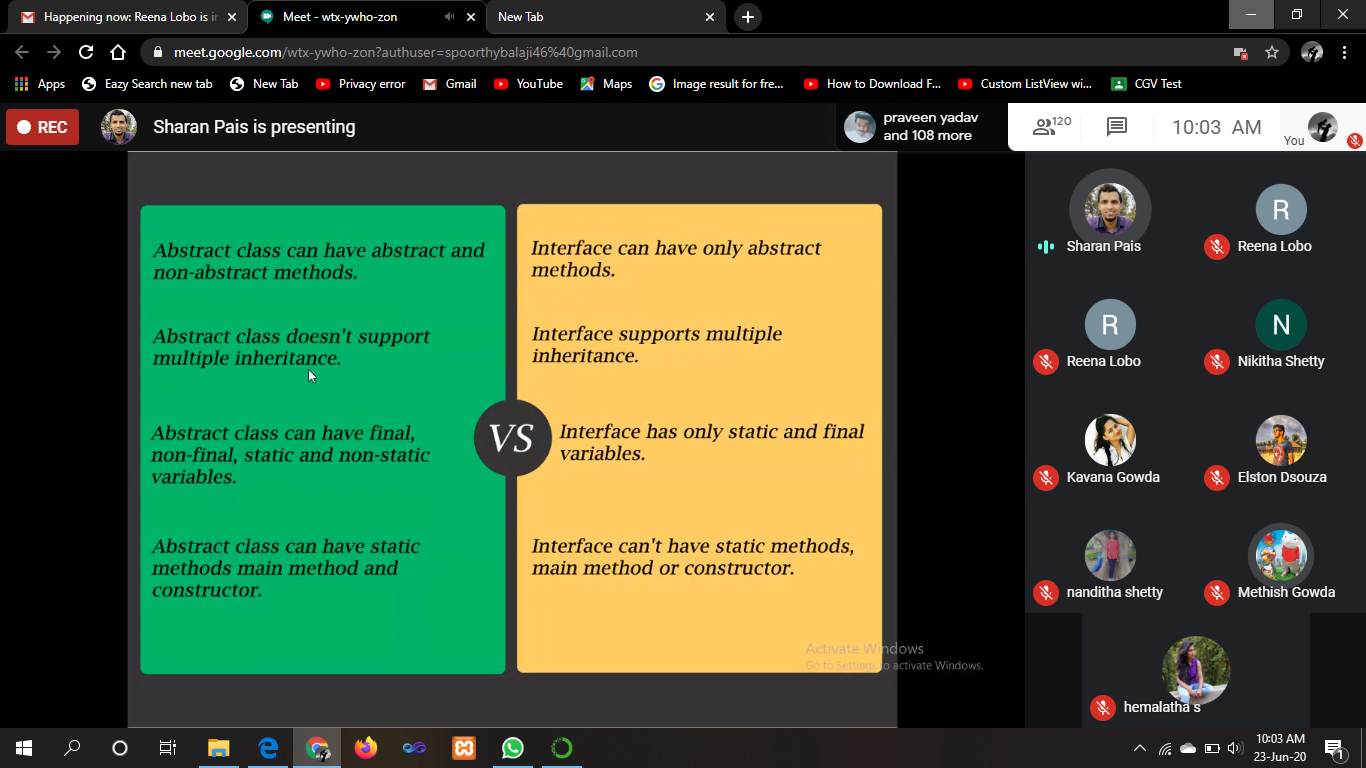 Happening now: Reena Lobo is in
Meet - wtx-ywho-zon
New Tab
meet.google.com/wtx-ywho-zon?authuser=spoorthybalaji46%40gmail.com
Apps
Eazy Search new tab
New Tab
Privacy error
Gmail
YouTube
Maps
Image result for fre...
How to Download F...
Custom ListView wi...
CGV Test
REC
Sharan Pais is presenting
praveen yadav
and 108 more
120
10:03 AM
You
Abstract class can have abstract and
non-abstract methods.
Abstract class doesn't support
multiple inheritance.
Abstract class can have final,
non-final, static and non-static
variables.
Abstract class can have static
methods main method and
constructor.
VS
Interface can have only abstract
methods.
Interface supports multiple
inheritance.
Interface has only static and final
variables.
Interface can't have static methods,
main method or constructor.
Activate Windows
Go to Settings to activate Windows.
Sharan Pais
R
Reena Lobo
R
Reena Lobo
N
Nikitha Shetty
Kavana Gowda
Elston Dsouza
nanditha shetty
Methish Gowda
hemalatha s
10:03 AM
23-Jun-20
1